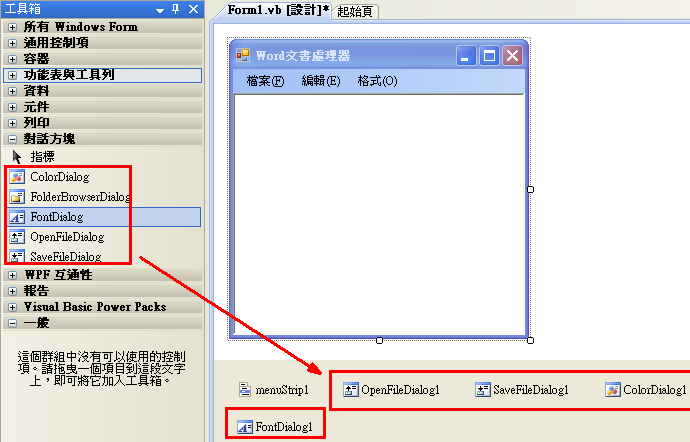 工具箱
所有 Windows Form
通用控制項
容器
功能表與工具列
資料
元件
列印
對話方塊
指標
ColorDialog
FolderBrowserDialog
FontDialog
OpenFileDialog
SaveFileDialog
WPF 互通性
報告
Visual Basic Power Packs
一般
這個群組中沒有可以使用的控制
項。請拖曳一個項目到這段文字
上，即可將它加入工具箱。
Form1.vb [設計]* 起始頁
Word文書處理器
檔案(F) 編輯(E) 格式(O)
menuStrip1 OpenFileDialog1 SaveFileDialog1 ColorDialog1
FontDialog1